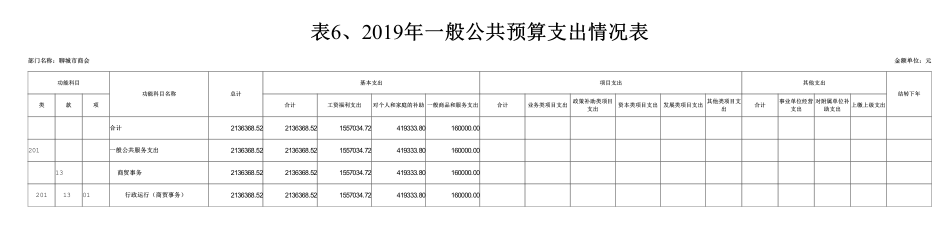 表6、2019年一般公共预算支出情况表
部门名称：聊城市商会 金额单位：元
功能科目 功能科目名称 总计 基本支出 项目支出 其他支出 结转下年
类 款 项 合计 工资福利支出 对个人和家庭的补助 一般商品和服务支出 合计 业务类项目支出 政策补助类项目支出 资本类项目支出 发展类项目支出 其他类项目支出 合计 事业单位经营支出 对附属单位补助支出 上缴上级支出
合计 2136368.52 2136368.52 1557034.72 419333.80 160000.00
201 一般公共服务支出 2136368.52 2136368.52 1557034.72 419333.80 160000.00
13 商贸事务 2136368.52 2136368.52 1557034.72 419333.80 160000.00
201 13 01 行政运行（商贸事务） 2136368.52 2136368.52 1557034.72 419333.80 160000.00